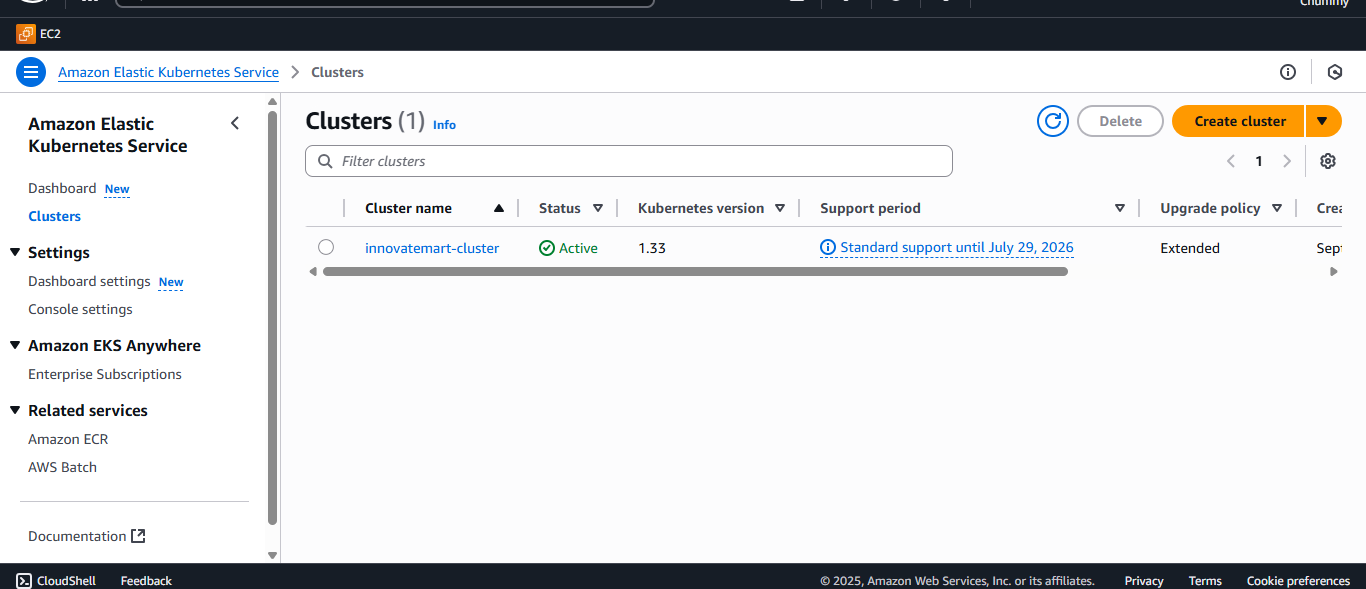 Chummy
EC2
Amazon Elastic Kubernetes Service
Clusters
Amazon Elastic
Kubernetes Service
Dashboard New
Clusters
Settings
Dashboard settings New
Console settings
Amazon EKS Anywhere
Enterprise Subscriptions
Related services
Amazon ECR
AWS Batch
Documentation
Clusters (1) Info
Delete
Create cluster
Filter clusters
1
Cluster name Status Kubernetes version Support period Upgrade policy
innovatemart-cluster Active 1.33 Standard support until July 29, 2026 Extended
CloudShell Feedback © 2025, Amazon Web Services, Inc. or its affiliates. Privacy Terms Cookie preferences